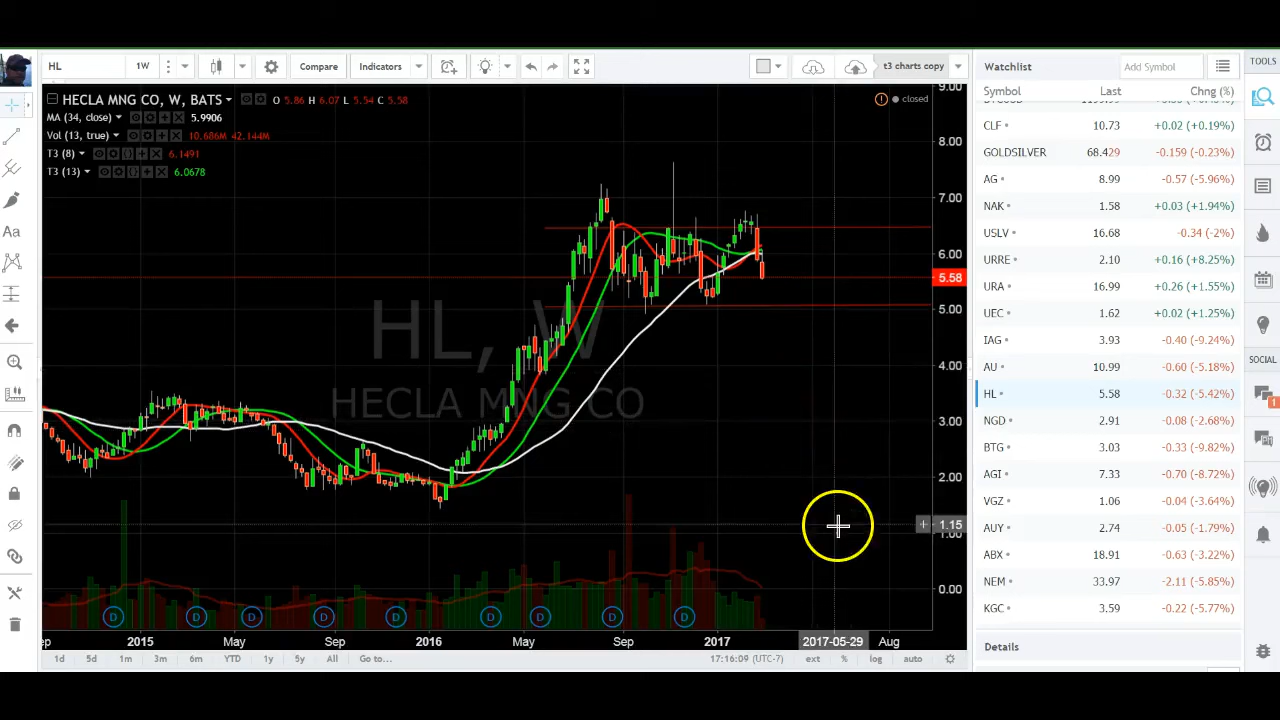 HL 1W Compare Indicators t3 charts copy
HECLA MNG CO, W, BATS O 5.86 H 6.07 L 5.54 C 5.58
closed
MA (34, close) 5.9906
Vol (13, true) 10.686M 42.144M
T3 (8) 6.1491
T3 (13) 6.0678
HL, W
HECLA MNG CO
9.00
8.00
7.00
6.00
5.58
5.00
4.00
3.00
2.00
1.15
1.00
0.00
D D D D D D D D D
2015 May Sep 2016 May Sep 2017 2017-05-29 Aug
1d 5d 1m 3m 6m YTD 1y 5y All Go to... 17:16:09 (UTC-7) ext % log auto
Watchlist Add Symbol
Symbol Last Chng (%)
CLF 10.73 +0.02 (+0.19%)
GOLDSILVER 68.429 -0.159 (-0.23%)
AG 8.99 -0.57 (-5.96%)
NAK 1.58 +0.03 (+1.94%)
USLV 16.68 -0.34 (-2%)
URRE 2.10 +0.16 (+8.25%)
URA 16.99 +0.26 (+1.55%)
UEC 1.62 +0.02 (+1.25%)
IAG 3.93 -0.40 (-9.24%)
AU 10.99 -0.60 (-5.18%)
HL 5.58 -0.32 (-5.42%)
NGD 2.91 -0.08 (-2.68%)
BTG 3.03 -0.33 (-9.82%)
AGI 7.32 -0.70 (-8.72%)
VGZ 1.06 -0.04 (-3.64%)
AUY 2.74 -0.05 (-1.79%)
ABX 18.91 -0.63 (-3.22%)
NEM 33.97 -2.11 (-5.85%)
KGC 3.59 -0.22 (-5.77%)
Details
TOOLS
SOCIAL
1